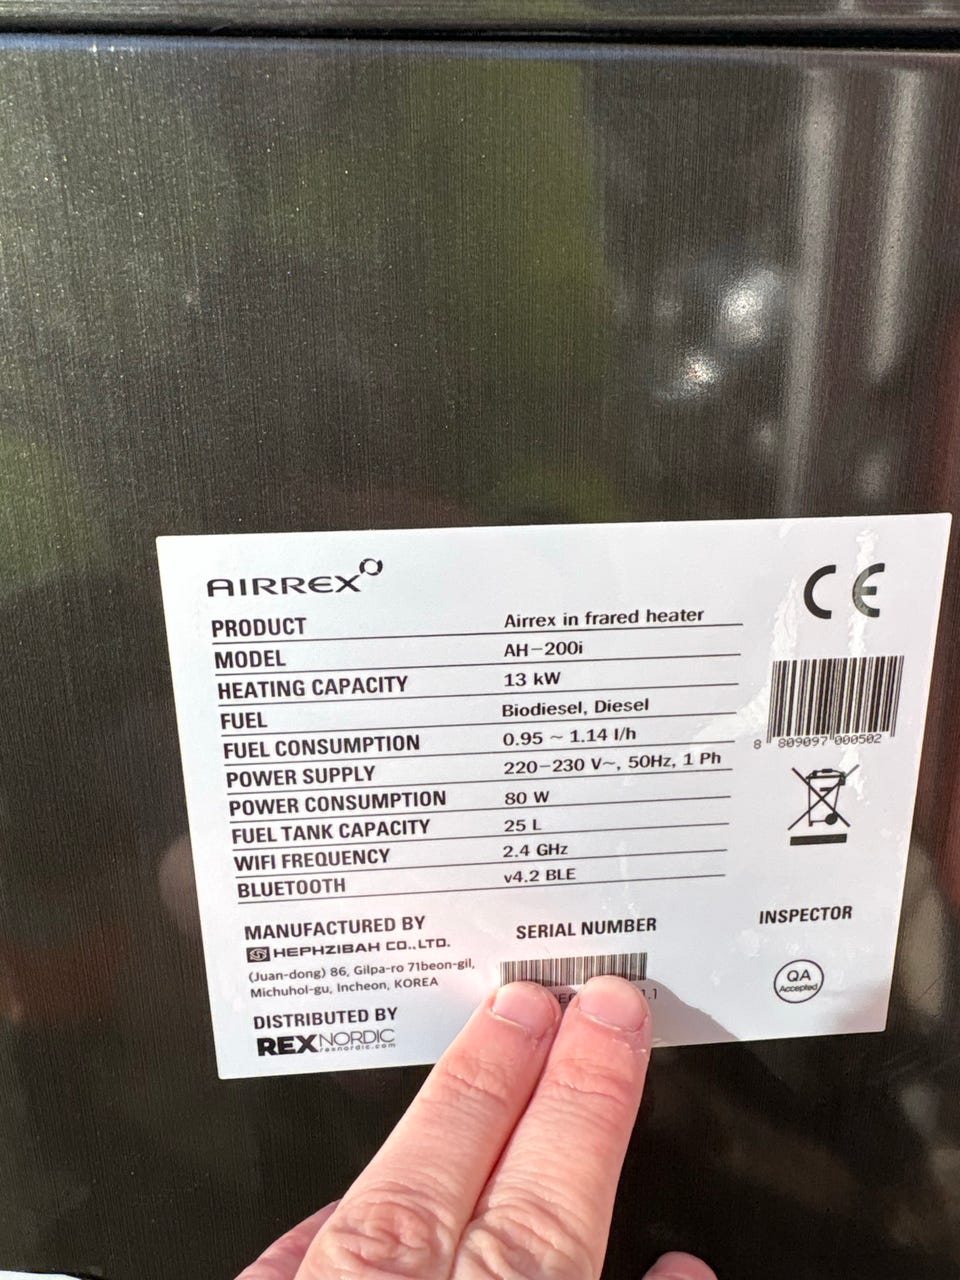 AIRREX
PRODUCT Airrex in frared heater
MODEL AH-200i
HEATING CAPACITY 13 kW
FUEL Biodiesel, Diesel
FUEL CONSUMPTION 0.95 ~ 1.14 l/h
POWER SUPPLY 220-230 V~, 50Hz, 1 Ph
POWER CONSUMPTION 80 W
FUEL TANK CAPACITY 25 L
WIFI FREQUENCY 2.4 GHz
BLUETOOTH v4.2 BLE
CE
8 809097 000502
MANUFACTURED BY
HEPHZIBAH CO.,LTD.
(Juan-dong) 86, Gilpa-ro 71beon-gil,
Michuhol-gu, Incheon, KOREA
DISTRIBUTED BY
REXNORDIC
rexnordic.com
SERIAL NUMBER
INSPECTOR
QA
Accepted